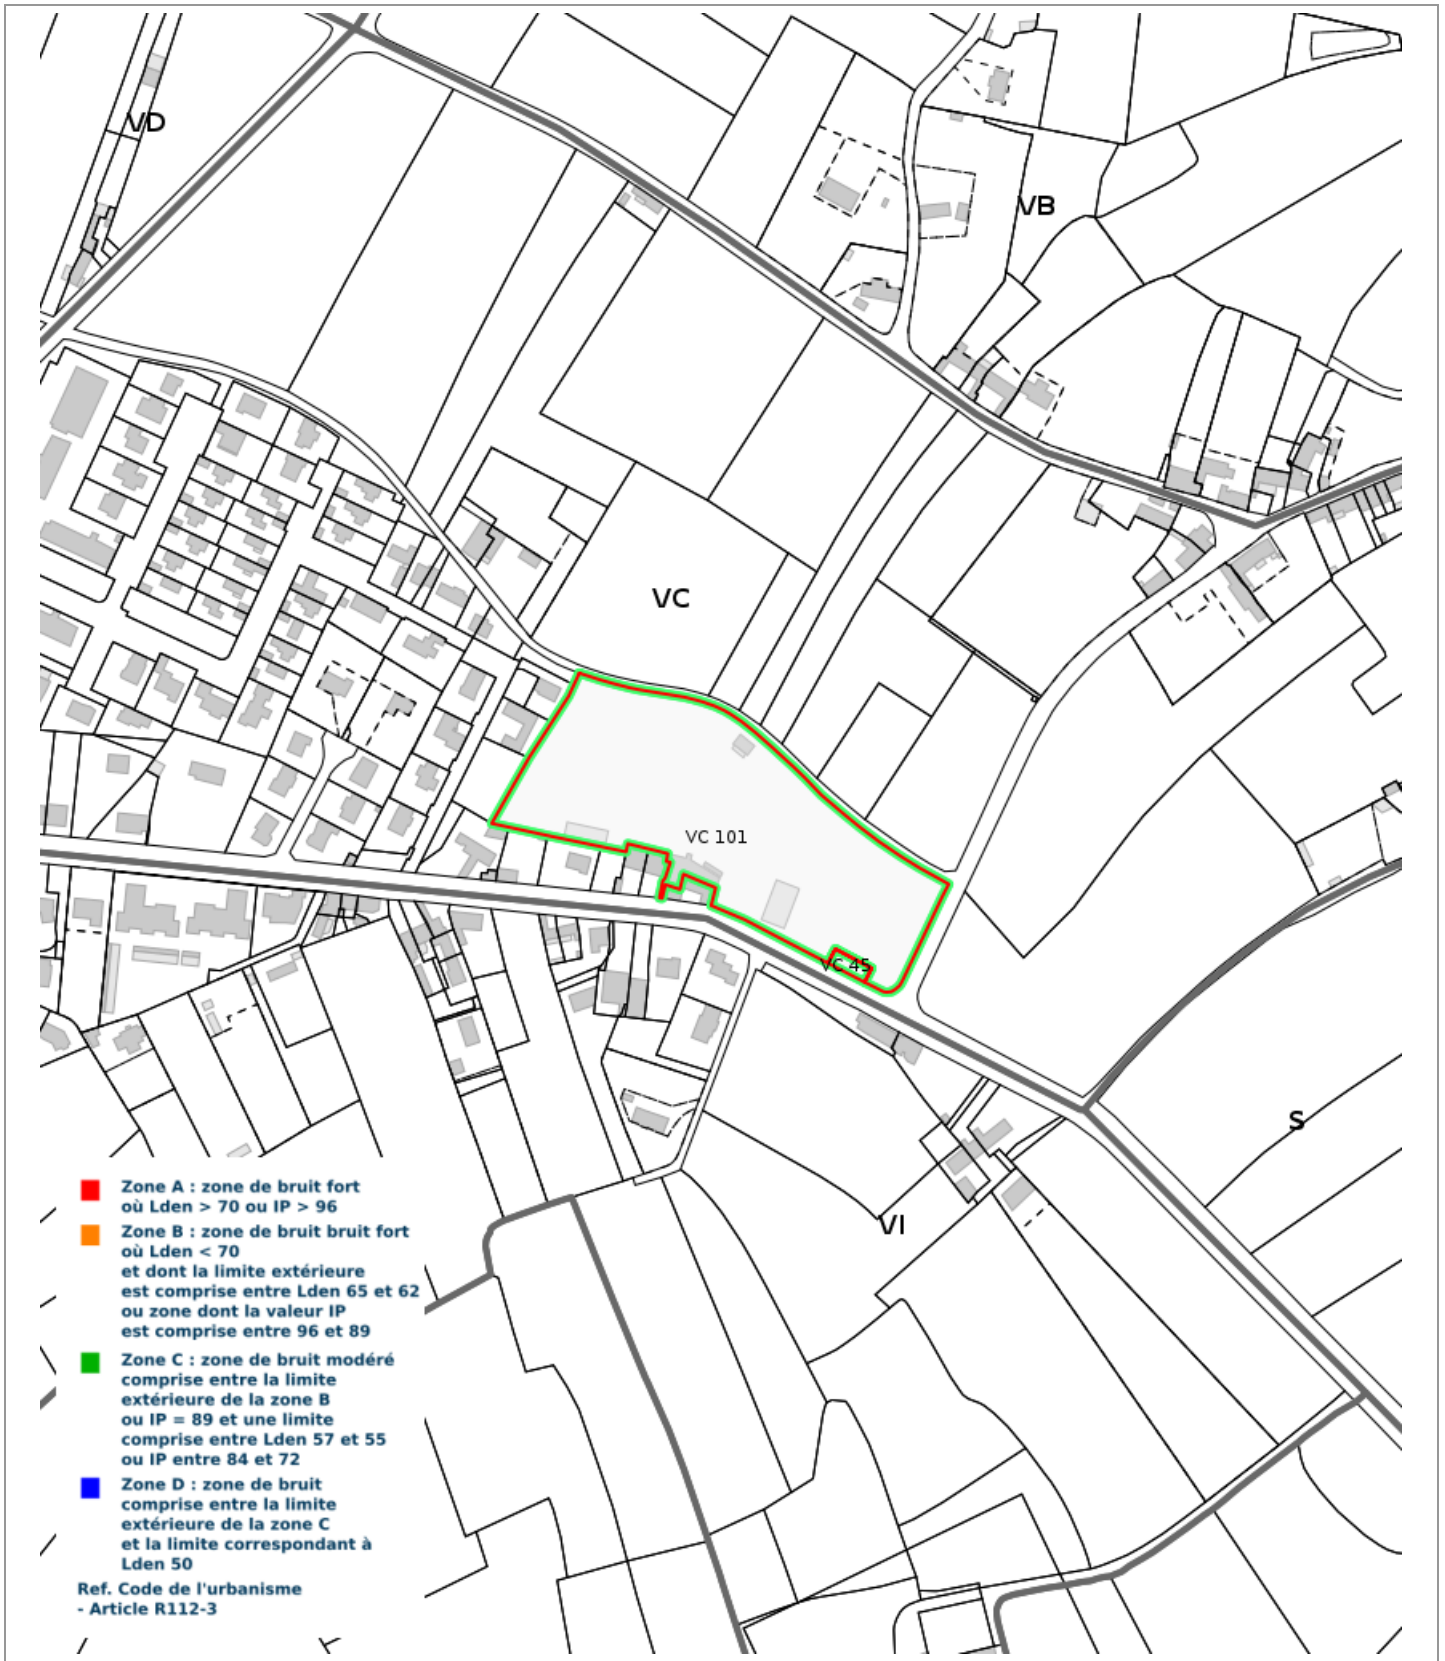 VD
VB
VC
VC 101
VC 45
S
VI
Zone A : zone de bruit fort
où Lden > 70 ou IP > 96
Zone B : zone de bruit bruit fort
où Lden < 70
et dont la limite extérieure
est comprise entre Lden 65 et 62
ou zone dont la valeur IP
est comprise entre 96 et 89
Zone C : zone de bruit modéré
comprise entre la limite
extérieure de la zone B
ou IP = 89 et une limite
comprise entre Lden 57 et 55
ou IP entre 84 et 72
Zone D : zone de bruit
comprise entre la limite
extérieure de la zone C
et la limite correspondant à
Lden 50
Ref. Code de l'urbanisme
- Article R112-3